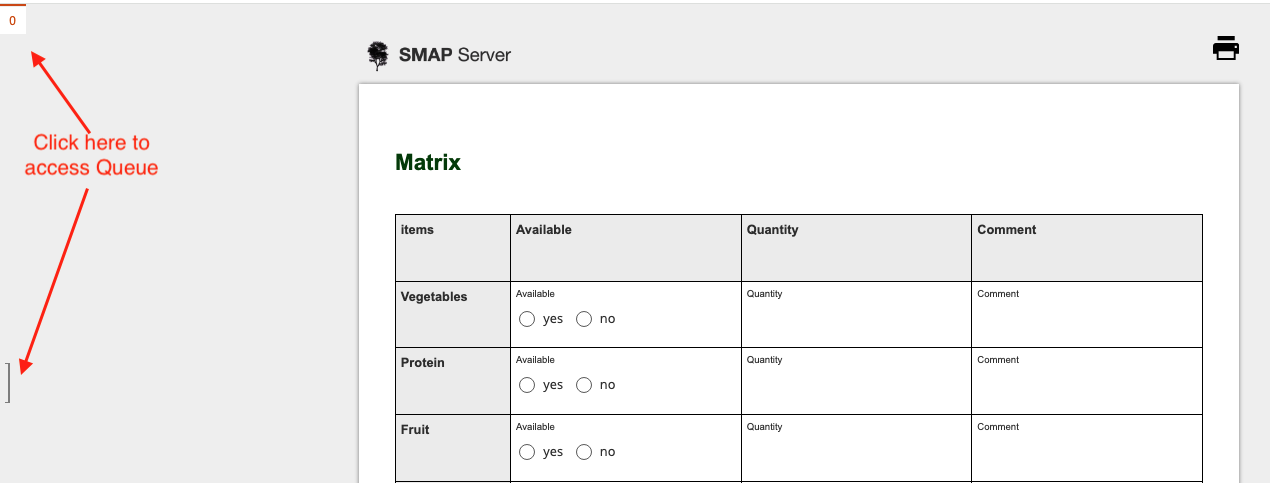 0
SMAP Server
Click here to
access Queue
Matrix
items Available Quantity Comment
Vegetables Available Quantity Comment
yes no
Protein Available Quantity Comment
yes no
Fruit Available Quantity Comment
yes no